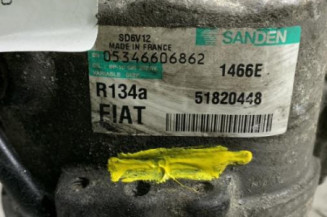 SD6V12
SANDEN
MADE IN FRANCE
05346606862
1466E
R134a
51820448
FIAT